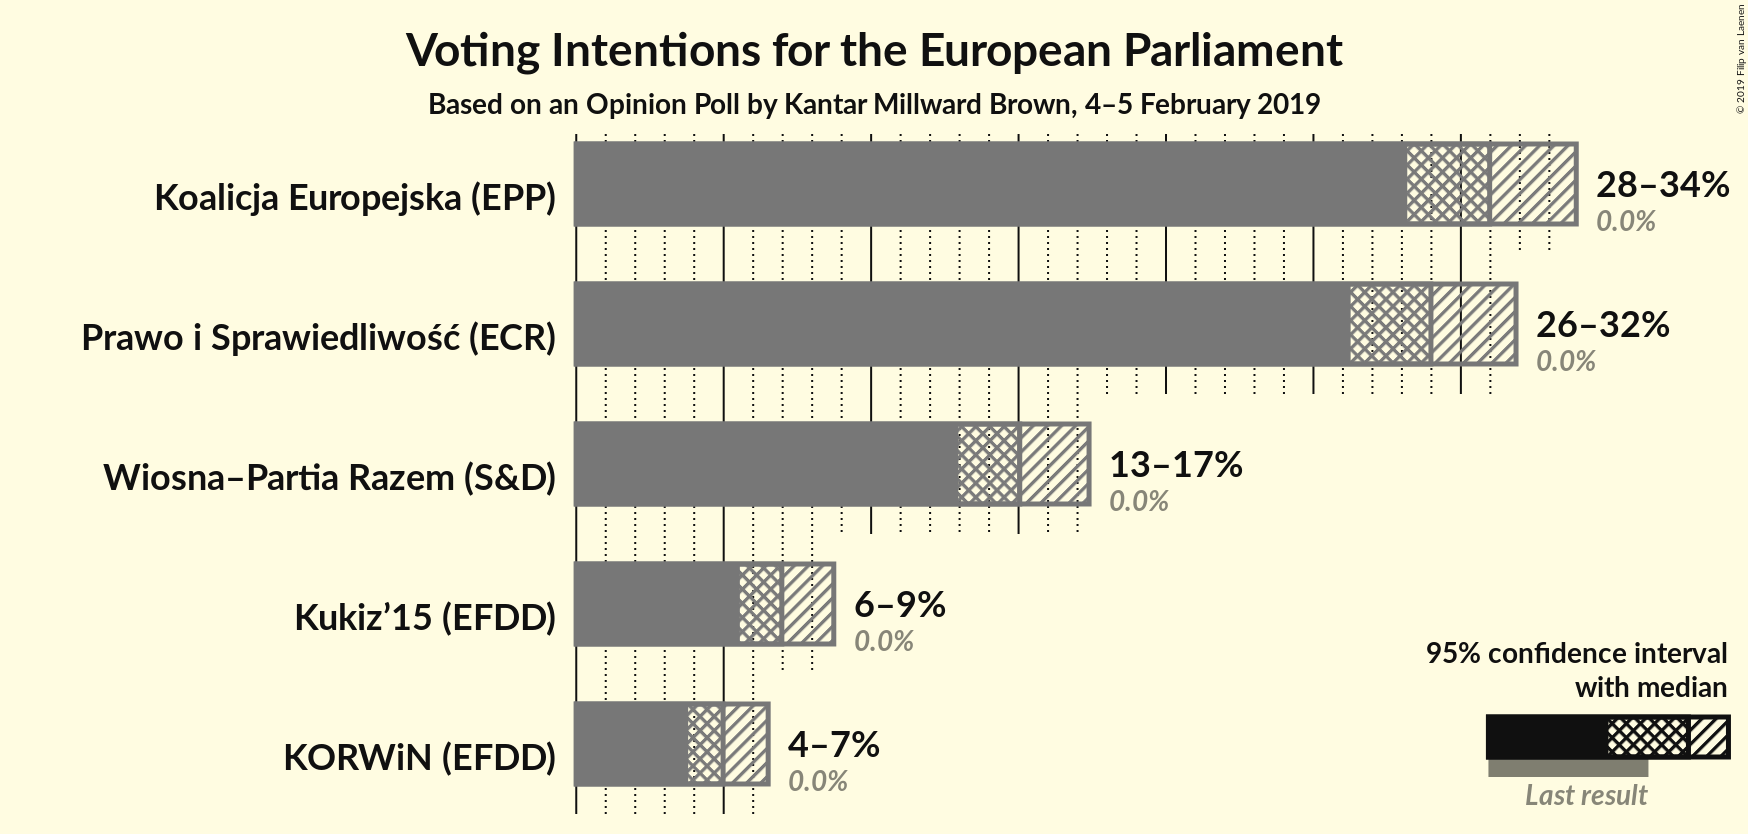 Voting Intentions for the European Parliament
Based on an Opinion Poll by Kantar Millward Brown, 4–5 February 2019
© 2019 Filip van Laenen
Koalicja Europejska (EPP)
28–34%
0.0%
Prawo i Sprawiedliwość (ECR)
26–32%
0.0%
Wiosna–Partia Razem (S&D)
13–17%
0.0%
Kukiz’15 (EFDD)
6–9%
0.0%
KORWiN (EFDD)
4–7%
0.0%
95% confidence interval
with median
Last result